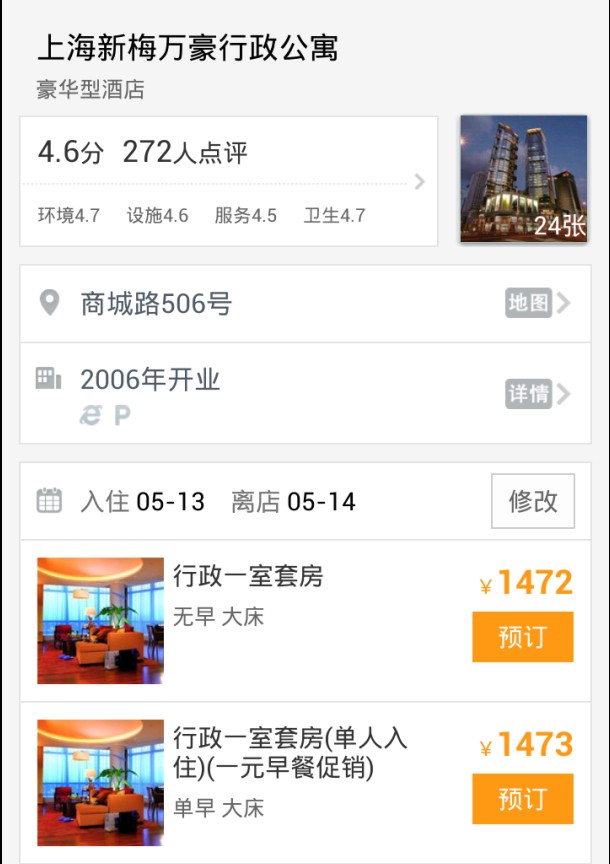 上海新梅万豪行政公寓
豪华型酒店
4.6分 272人点评
环境4.7 设施4.6 服务4.5 卫生4.7
24张
商城路506号
地图
2006年开业
P
详情
入住 05-13 离店 05-14
修改
行政一室套房
¥1472
无早 大床
预订
行政一室套房(单人入
住)(一元早餐促销)
¥1473
单早 大床
预订